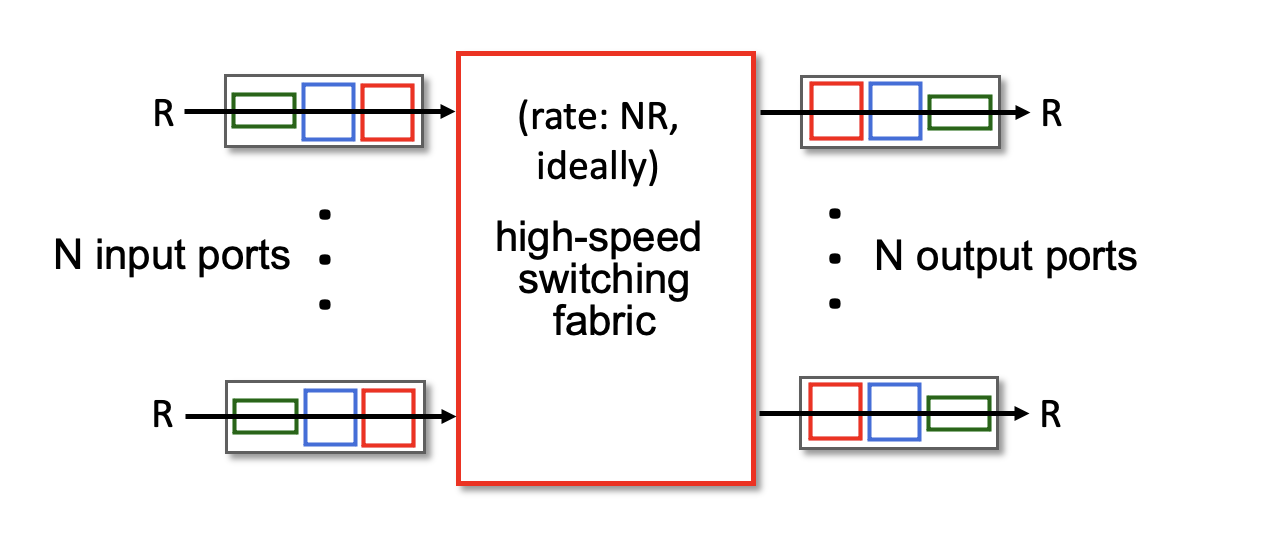 R
(rate: NR,
ideally)
R
N input ports
high-speed
switching
fabric
N output ports
R
R